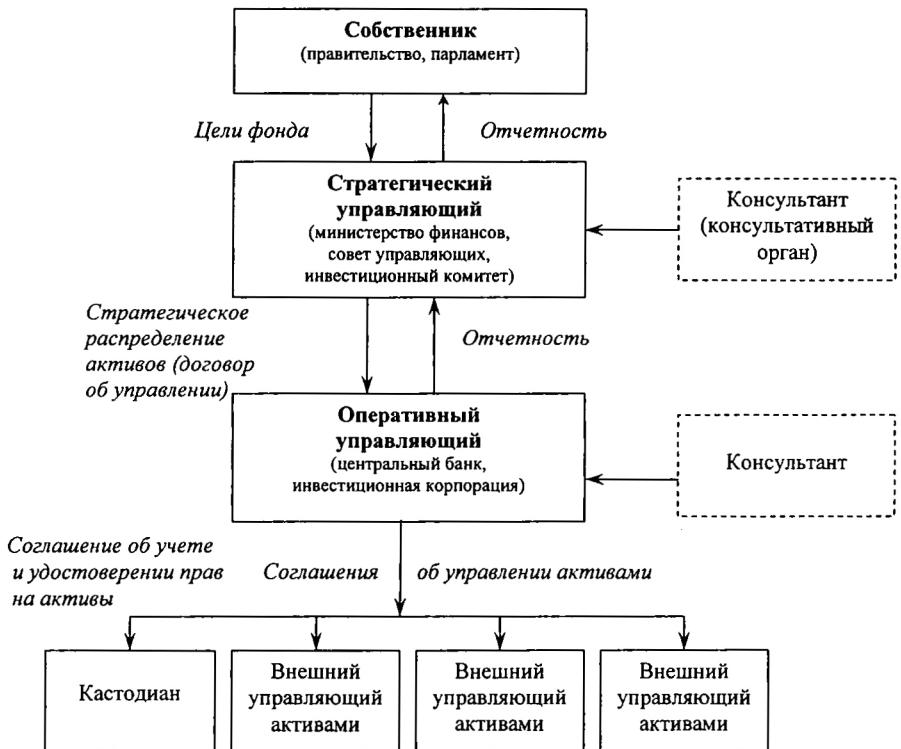 Собственник
(правительство, парламент)
Цели фонда
Отчетность
Стратегический
управляющий
(министерство финансов,
совет управляющих,
инвестиционный комитет)
Консультант
(консультативный
орган)
Стратегическое
распределение
активов (договор
об управлении)
Отчетность
Оперативный
управляющий
(центральный банк,
инвестиционная корпорация)
Консультант
Соглашение об учете
и удостоверении прав
на активы
Соглашения об управлении активами
Кастодиан
Внешний
управляющий
активами
Внешний
управляющий
активами
Внешний
управляющий
активами